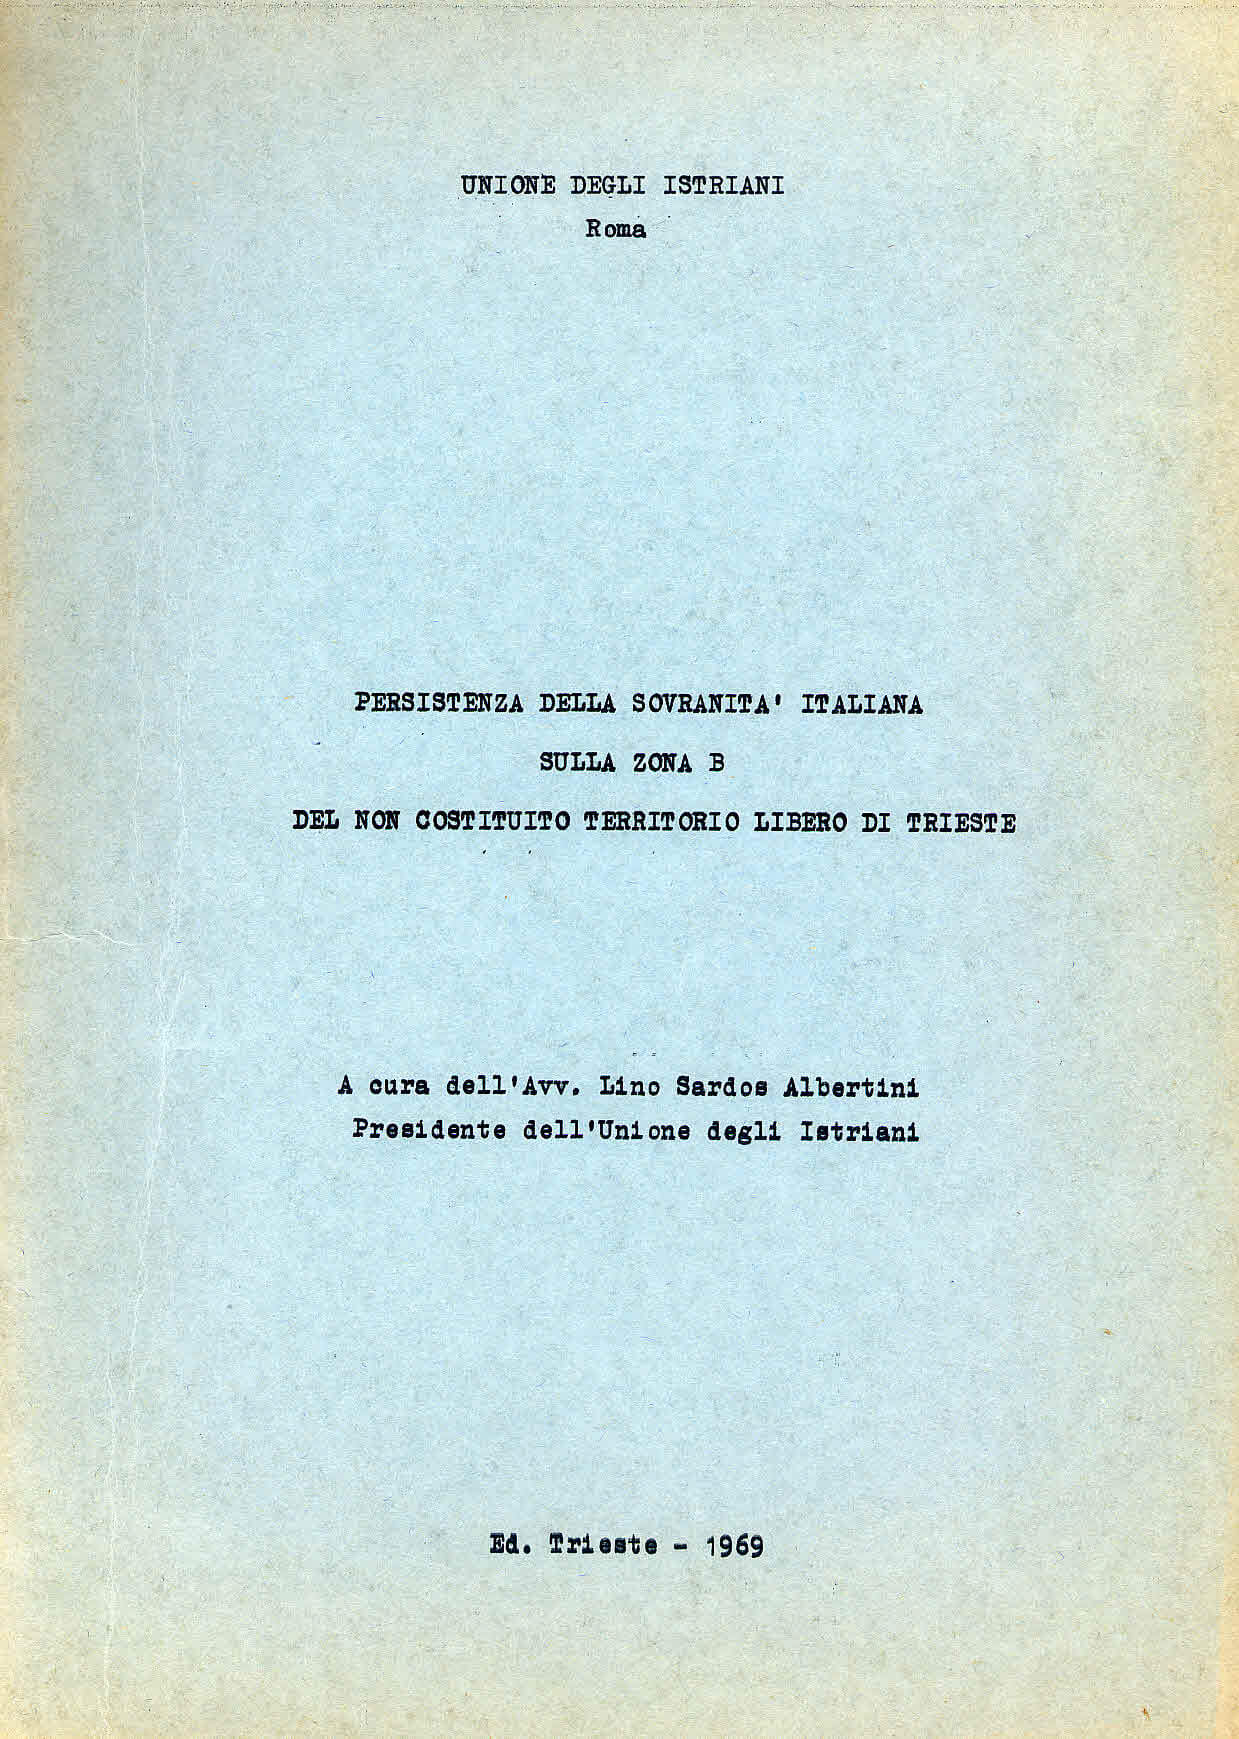 UNIONE DEGLI ISTRIANI
Roma
PERSISTENZA DELLA SOVRANITA' ITALIANA
SULLA ZONA B
DEL NON COSTITUITO TERRITORIO LIBERO DI TRIESTE
A cura dell'Avv. Lino Sardos Albertini
Presidente dell'Unione degli Istriani
Ed. Trieste - 1969